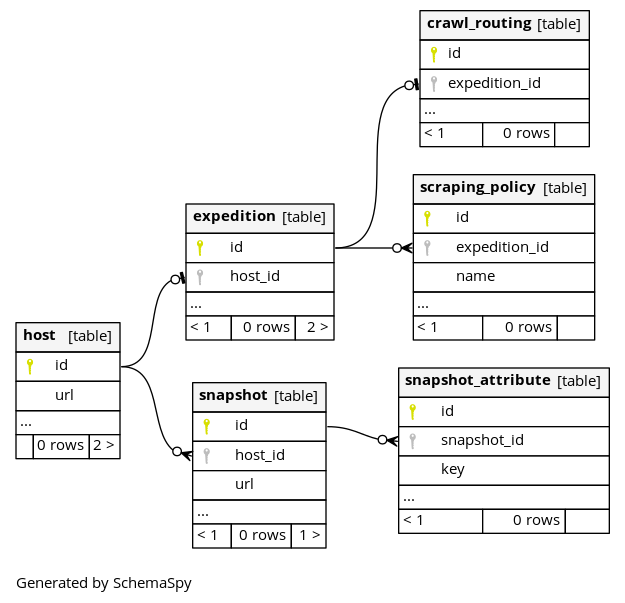 crawl_routing [table]
id
expedition_id
...
< 1 0 rows
scraping_policy [table]
id
expedition_id
name
...
< 1 0 rows
expedition [table]
id
host_id
...
< 1 0 rows 2 >
host [table]
id
url
...
0 rows 2 >
snapshot [table]
id
host_id
url
...
< 1 0 rows 1 >
snapshot_attribute [table]
id
snapshot_id
key
...
< 1 0 rows
Generated by SchemaSpy